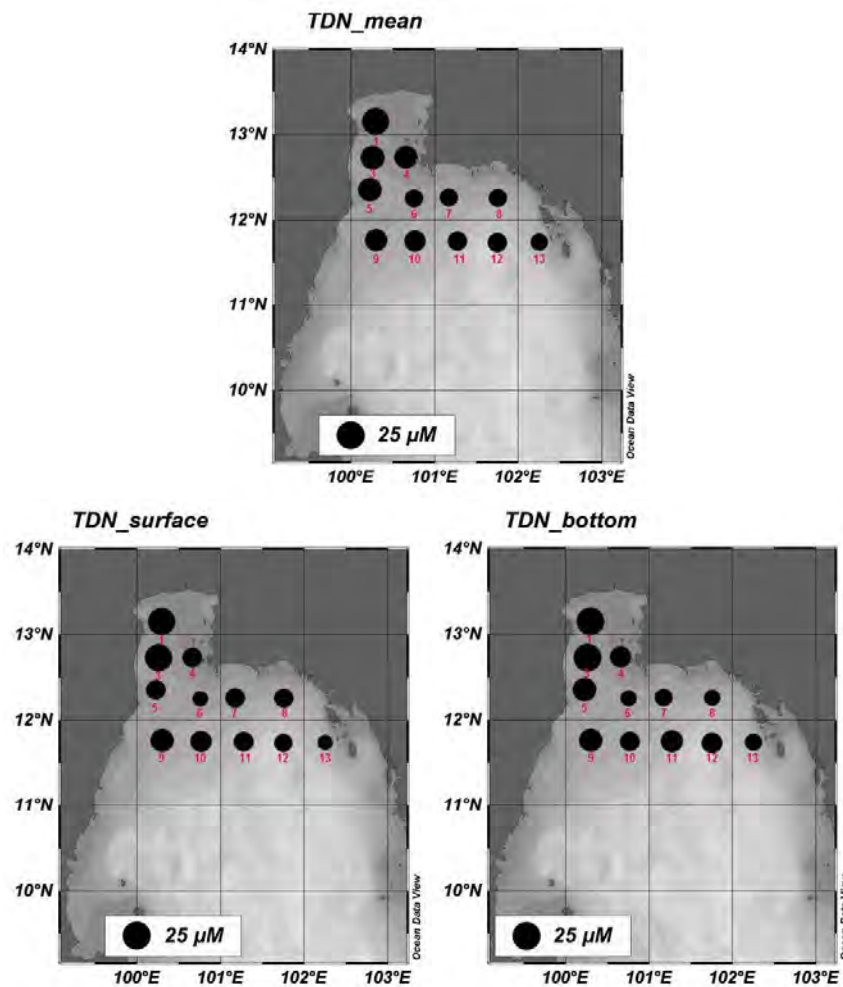 TDN_mean
14°N
13°N
12°N
11°N
10°N
1
3 4
5 6 7 8
9 10 11 12 13
25 µM
Ocean Data View
100°E 101°E 102°E 103°E
TDN_surface
14°N
13°N
12°N
11°N
10°N
1
3 4
5 6 7 8
9 10 11 12 13
25 µM
Ocean Data View
100°E 101°E 102°E 103°E
TDN_bottom
14°N
13°N
12°N
11°N
10°N
1
3 4
5 6 7 8
9 10 11 12 13
25 µM
Ocean Data View
100°E 101°E 102°E 103°E